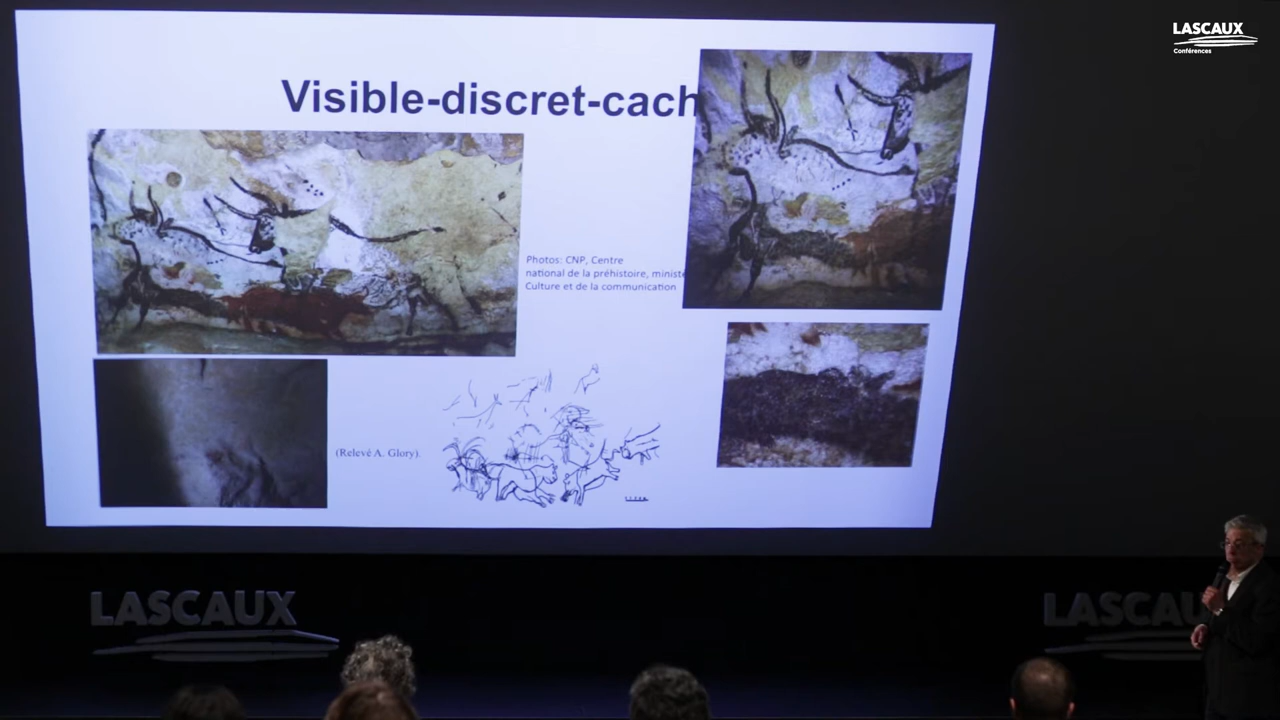 LASCAUX
Conférences
Visible-discret-cach
Photos: CNP, Centre
national de la préhistoire, ministè
Culture et de la communication
(Relevé A. Glory).
LASCAUX
LASCAU